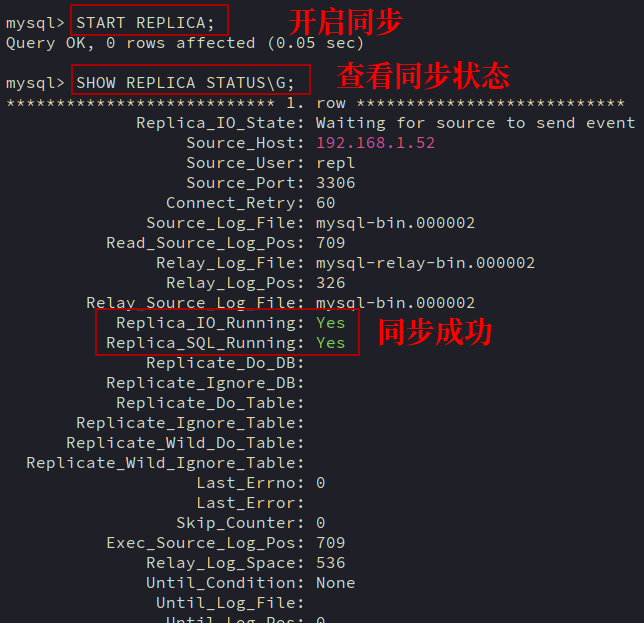 mysql> START REPLICA; 开启同步
Query OK, 0 rows affected (0.05 sec)
mysql> SHOW REPLICA STATUS\G; 查看同步状态
*************************** 1. row ***************************
Replica_IO_State: Waiting for source to send event
Source_Host: 192.168.1.52
Source_User: repl
Source_Port: 3306
Connect_Retry: 60
Source_Log_File: mysql-bin.000002
Read_Source_Log_Pos: 709
Relay_Log_File: mysql-relay-bin.000002
Relay_Log_Pos: 326
Relay_Source_Log_File: mysql-bin.000002
Replica_IO_Running: Yes
Replica_SQL_Running: Yes 同步成功
Replicate_Do_DB:
Replicate_Ignore_DB:
Replicate_Do_Table:
Replicate_Ignore_Table:
Replicate_Wild_Do_Table:
Replicate_Wild_Ignore_Table:
Last_Errno: 0
Last_Error:
Skip_Counter: 0
Exec_Source_Log_Pos: 709
Relay_Log_Space: 536
Until_Condition: None
Until_Log_File:
Until_Log_Pos: 0